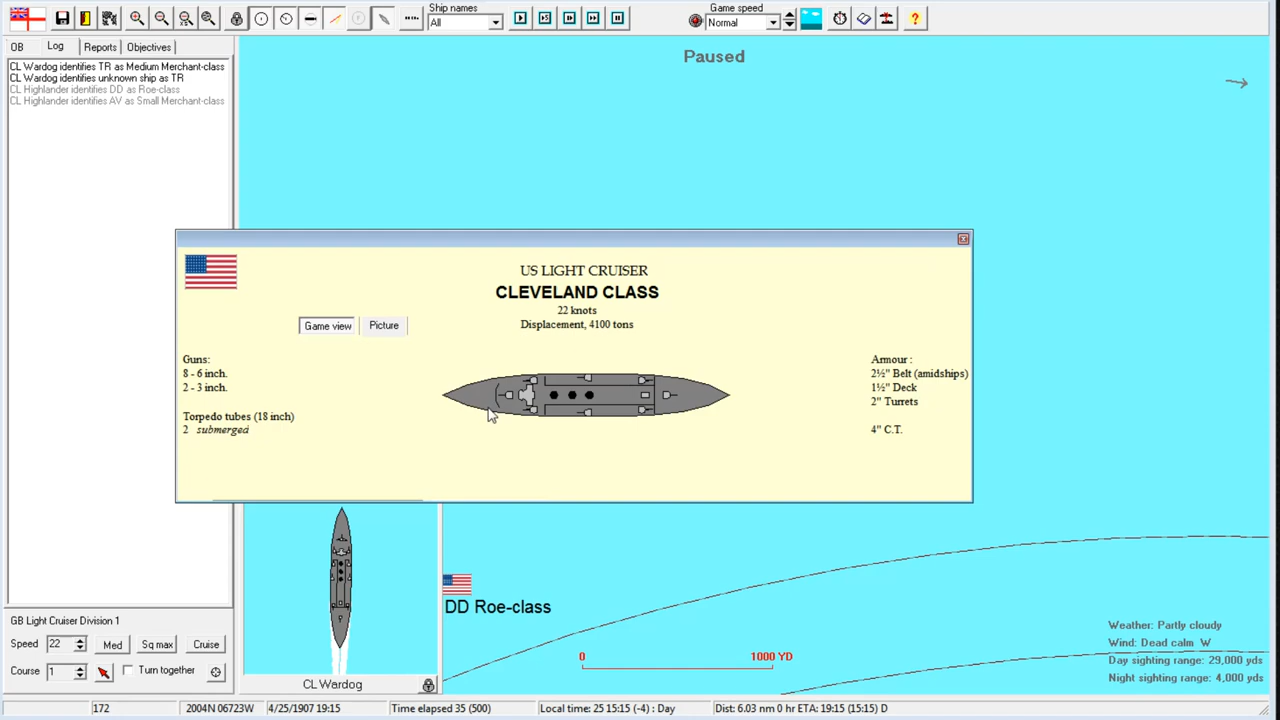 Ship names
Game speed
All
Normal
OB Log Reports Objectives
Paused
CL Wardog identifies TR as Medium Merchant-class
CL Wardog identifies unknown ship as TR
CL Highlander identifies DD as Roe-class
CL Highlander identifies AV as Small Merchant-class
US LIGHT CRUISER
CLEVELAND CLASS
22 knots
Displacement, 4100 tons
Game view Picture
Guns:
8 - 6 inch.
2 - 3 inch.
Torpedo tubes (18 inch)
2 submerged
Armour :
2½" Belt (amidships)
1½" Deck
2" Turrets
4" C.T.
DD Roe-class
GB Light Cruiser Division 1
Speed 22 Med Sq max Cruise
Course 1 Turn together
CL Wardog
0 1000 YD
Weather: Partly cloudy
Wind: Dead calm W
Day sighting range: 29,000 yds
Night sighting range: 4,000 yds
172 2004N 06723W 4/25/1907 19:15 Time elapsed 35 (500) Local time: 25 15:15 (-4) : Day Dist: 6.03 nm 0 hr ETA: 19:15 (15:15) D